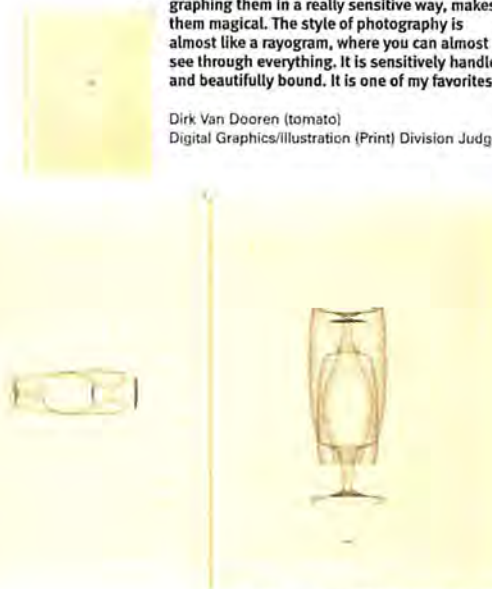 graphing them in a really sensitive way, makes
them magical. The style of photography is
almost like a rayogram, where you can almost
see through everything. It is sensitively handle
and beautifully bound. It is one of my favorites
Dirk Van Dooren (tomato)
Digital Graphics/Illustration (Print) Division Judg